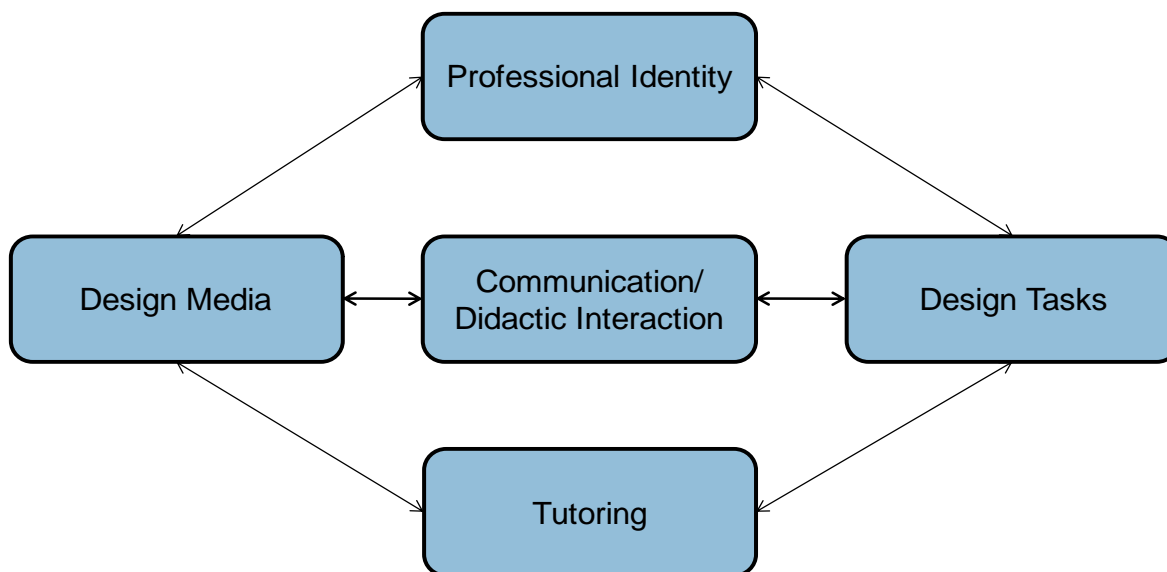 Professional Identity
Design Media
Communication/
Didactic Interaction
Design Tasks
Tutoring